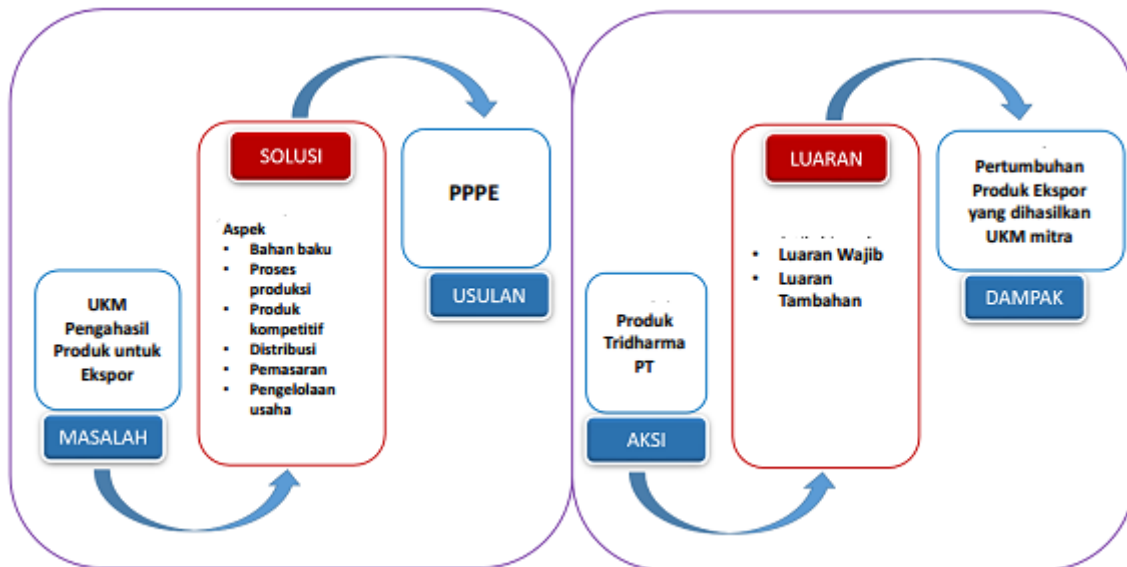 UKM
Pengahasil
Produk untuk
Ekspor
MASALAH
SOLUSI
Aspek
• Bahan baku
• Proses
produksi
• Produk
kompetitif
• Distribusi
• Pemasaran
• Pengelolaan
usaha
PPPE
USULAN
Produk
Tridharma
PT
AKSI
LUARAN
• Luaran Wajib
• Luaran
Tambahan
Pertumbuhan
Produk Ekspor
yang dihasilkan
UKM mitra
DAMPAK